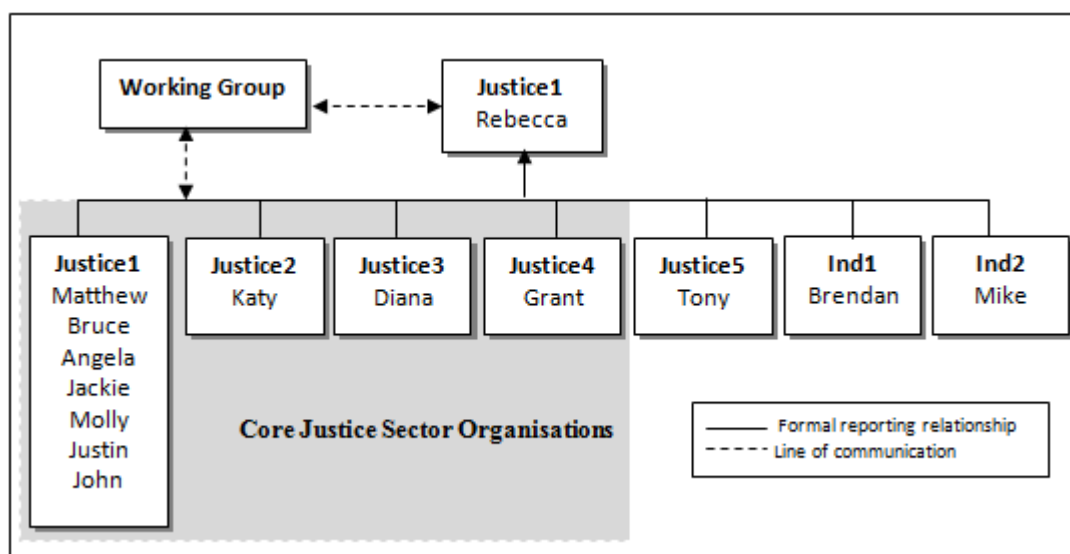 Working Group
Justice1
Rebecca
Justice1
Matthew
Bruce
Angela
Jackie
Molly
Justin
John
Justice2
Katy
Justice3
Diana
Justice4
Grant
Justice5
Tony
Ind1
Brendan
Ind2
Mike
Core Justice Sector Organisations
Formal reporting relationship
Line of communication